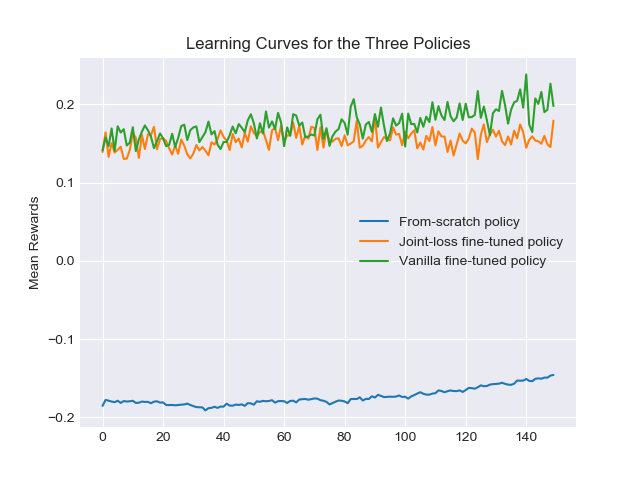 Learning Curves for the Three Policies
Mean Rewards
0.2
0.1
0.0
−0.1
−0.2
From-scratch policy
Joint-loss fine-tuned policy
Vanilla fine-tuned policy
0 20 40 60 80 100 120 140